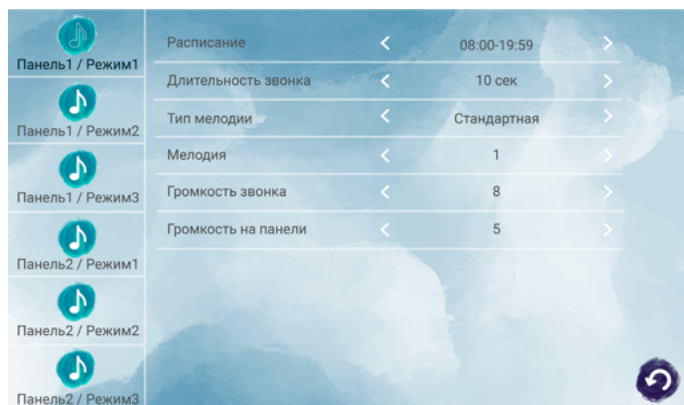 Панель1 / Режим1
Панель1 / Режим2
Панель1 / Режим3
Панель2 / Режим1
Панель2 / Режим2
Панель2 / Режим3
Расписание 08:00-19:59
Длительность звонка 10 сек
Тип мелодии Стандартная
Мелодия 1
Громкость звонка 8
Громкость на панели 5